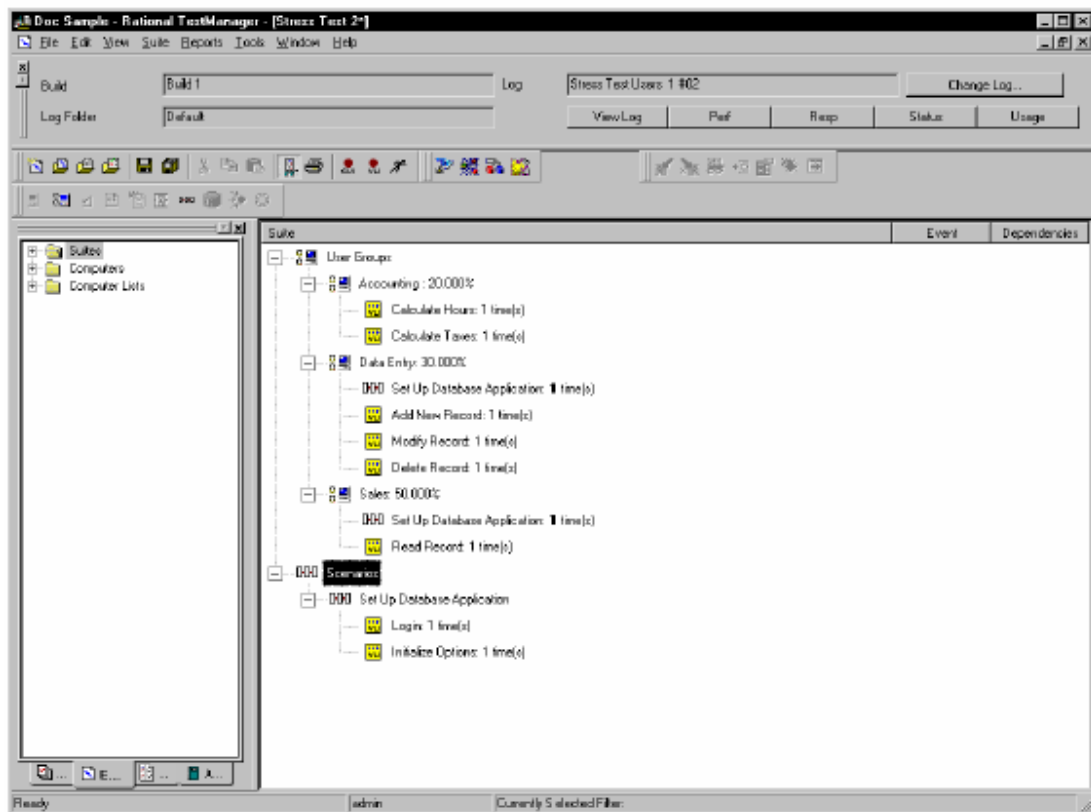 Doc Sample - Rational TestManager - [Stress Test 2*]
File Edit View Suite Reports Tools Window Help
Build Build 1 Log Stress Test Users 1 #02 Change Log...
Log Folder Default View Log Perf Resp Status Usage
Suites
Computers
Computer Lists
Suite Event Dependencies
User Groups
Accounting : 20.000%
Calculate Hours: 1 time(s)
Calculate Taxes: 1 time(s)
Data Entry: 30.000%
Set Up Database Application: 1 time(s)
Add New Record: 1 time(s)
Modify Record: 1 time(s)
Delete Record: 1 time(s)
Sales: 50.000%
Set Up Database Application: 1 time(s)
Read Record: 1 time(s)
Scenarios
Set Up Database Application
Login: 1 time(s)
Initialize Options: 1 time(s)
... E... ... A...
Ready admin Currently Selected Filter: